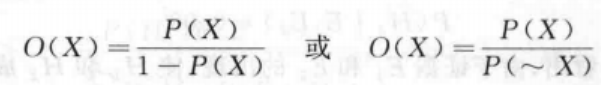 O(X) = P(X) / (1 - P(X)) 或 O(X) = P(X) / P(~X)